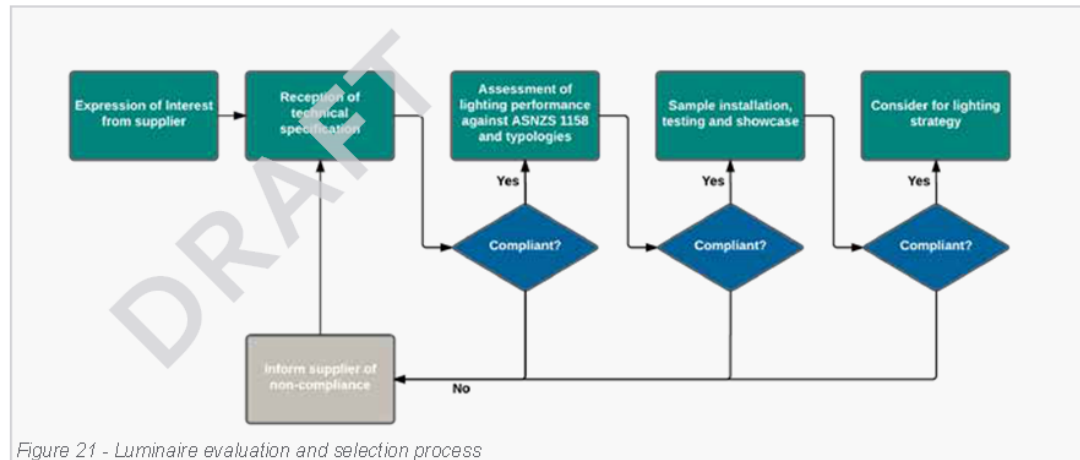 Expression of Interest
from supplier
Reception of
technical
specification
Assessment of
lighting performance
against ASNZS 1158
and typologies
Sample installation,
testing and showcase
Consider for lighting
strategy
Yes
Yes
Yes
Compliant?
Compliant?
Compliant?
Inform supplier of
non-compliance
No
DRAFT
Figure 21 - Luminaire evaluation and selection process